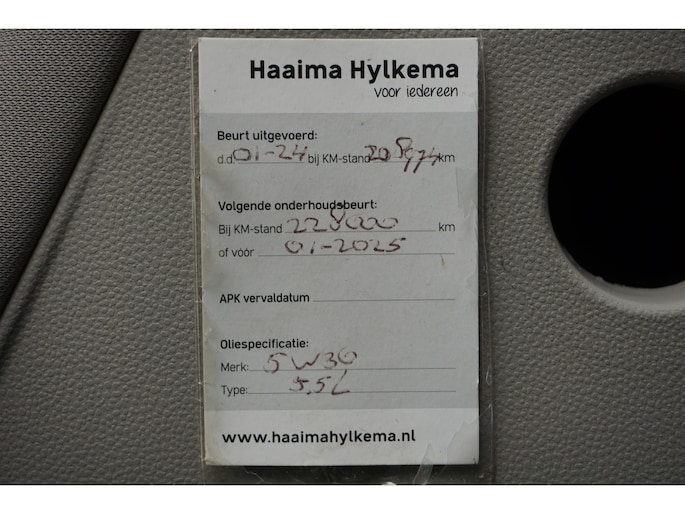 Haaima Hylkema
voor iedereen
Beurt uitgevoerd:
d.d 01-24 bij KM-stand 208974 km
Volgende onderhoudsbeurt:
Bij KM-stand 228000 km
of vóór 01-2025
APK vervaldatum
Oliespecificatie:
Merk: 5W30
Type: 5,5L
www.haaimahylkema.nl